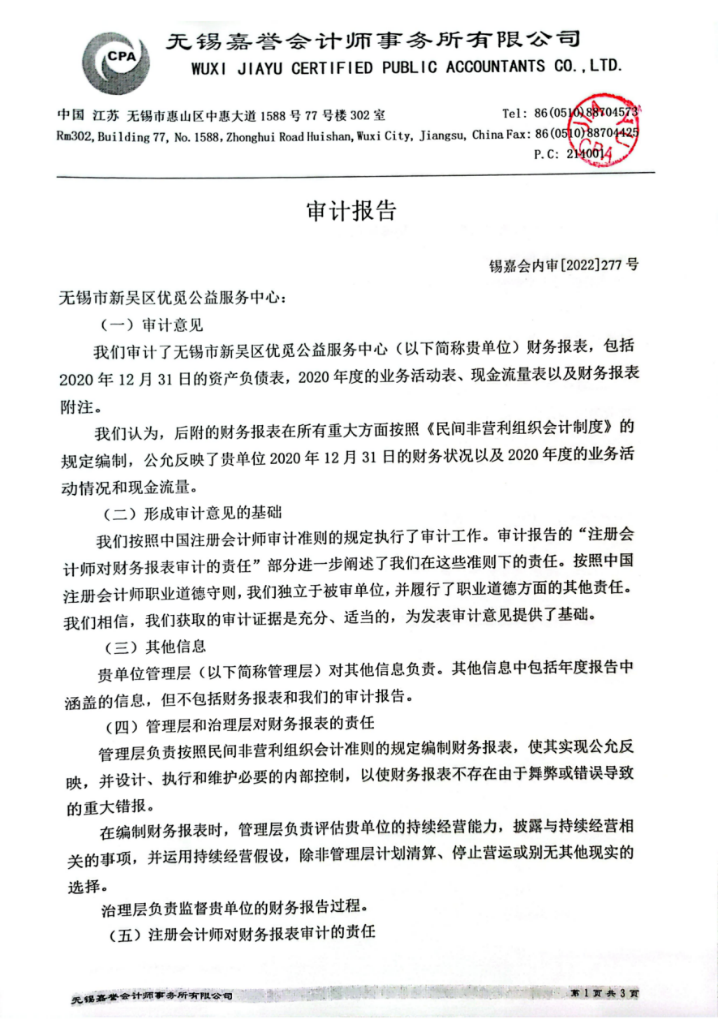 CPA
无锡嘉誉会计师事务所有限公司
WUXI JIAYU CERTIFIED PUBLIC ACCOUNTANTS CO.,LTD.
中国 江苏 无锡市惠山区中惠大道 1588 号 77 号楼 302 室 Tel: 86(0510)88704573
Rm302,Building 77, No.1588,Zhonghui Road Huishan,Wuxi City, Jiangsu, China Fax: 86(0510)88704425
P.C: 214001
审计报告
锡嘉会内审[2022]277 号
无锡市新吴区优觅公益服务中心：
（一）审计意见
我们审计了无锡市新吴区优觅公益服务中心（以下简称贵单位）财务报表，包括
2020 年 12 月 31 日的资产负债表，2020 年度的业务活动表、现金流量表以及财务报表
附注。
我们认为，后附的财务报表在所有重大方面按照《民间非营利组织会计制度》的
规定编制，公允反映了贵单位 2020 年 12 月 31 日的财务状况以及 2020 年度的业务活
动情况和现金流量。
（二）形成审计意见的基础
我们按照中国注册会计师审计准则的规定执行了审计工作。审计报告的“注册会
计师对财务报表审计的责任”部分进一步阐述了我们在这些准则下的责任。按照中国
注册会计师职业道德守则，我们独立于被审单位，并履行了职业道德方面的其他责任。
我们相信，我们获取的审计证据是充分、适当的，为发表审计意见提供了基础。
（三）其他信息
贵单位管理层（以下简称管理层）对其他信息负责。其他信息中包括年度报告中
涵盖的信息，但不包括财务报表和我们的审计报告。
（四）管理层和治理层对财务报表的责任
管理层负责按照民间非营利组织会计准则的规定编制财务报表，使其实现公允反
映，并设计、执行和维护必要的内部控制，以使财务报表不存在由于舞弊或错误导致
的重大错报。
在编制财务报表时，管理层负责评估贵单位的持续经营能力，披露与持续经营相
关的事项，并运用持续经营假设，除非管理层计划清算、停止营运或别无其他现实的
选择。
治理层负责监督贵单位的财务报告过程。
（五）注册会计师对财务报表审计的责任
无锡嘉誉会计师事务所有限公司 第 1 页 共 3 页